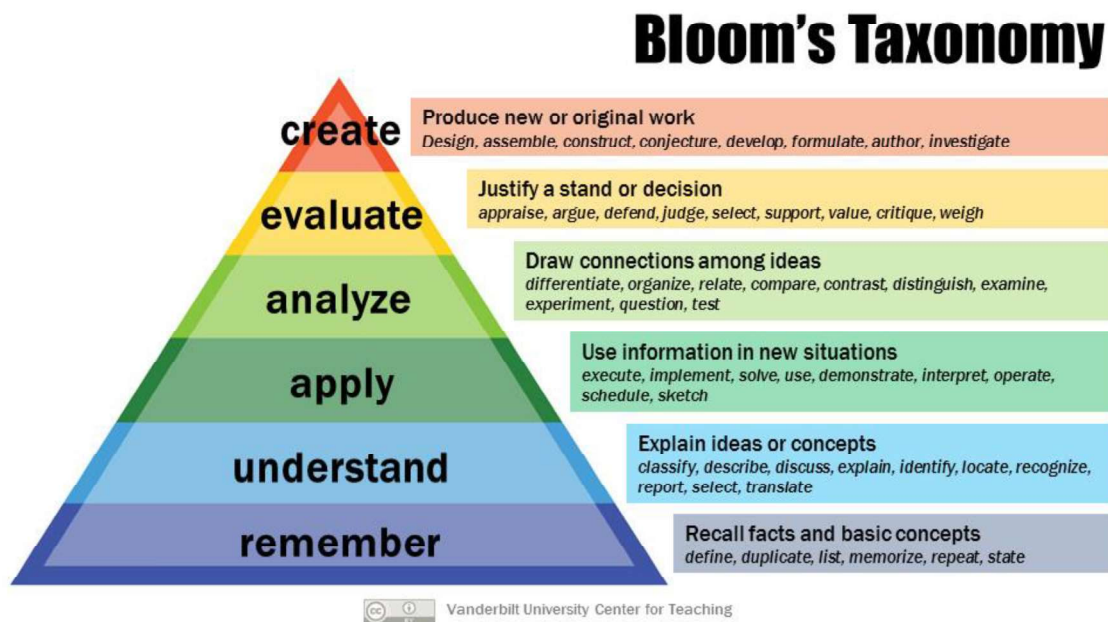 Bloom's Taxonomy
create
Produce new or original work
Design, assemble, construct, conjecture, develop, formulate, author, investigate
evaluate
Justify a stand or decision
appraise, argue, defend, judge, select, support, value, critique, weigh
analyze
Draw connections among ideas
differentiate, organize, relate, compare, contrast, distinguish, examine,
experiment, question, test
apply
Use information in new situations
execute, implement, solve, use, demonstrate, interpret, operate,
schedule, sketch
understand
Explain ideas or concepts
classify, describe, discuss, explain, identify, locate, recognize,
report, select, translate
remember
Recall facts and basic concepts
define, duplicate, list, memorize, repeat, state
cc
Vanderbilt University Center for Teaching